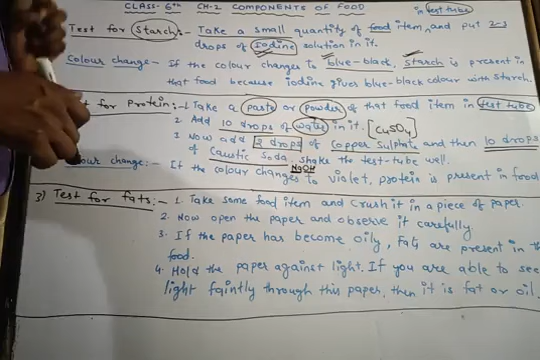 CLASS- 6th CH-2 COMPONENTS OF FOOD
in test tube
Test for Starch:- Take a small quantity of food item, and put 2-3
drops of Iodine solution in it.
Colour change - If the colour changes to blue-black, Starch is present in
that food because iodine gives blue-black colour with starch.
for Protein:- 1. Take a paste or powder of that food item in test tube
2. Add 10 drops of water in it. [CuSO4]
3. Now add 2 drops of Copper Sulphate and then 10 drops
of Caustic Soda, shake the test-tube well.
NaOH
colour change:- If the colour changes to violet, protein is present in food
3) Test for fats:- 1. Take some food item and crush it in a piece of paper.
2. Now open the paper and observe it carefully.
3. If the paper has become oily, Fats are present in th
food.
4. Hold the paper against light. If you are able to see
light faintly through this paper, then it is fat or oil.